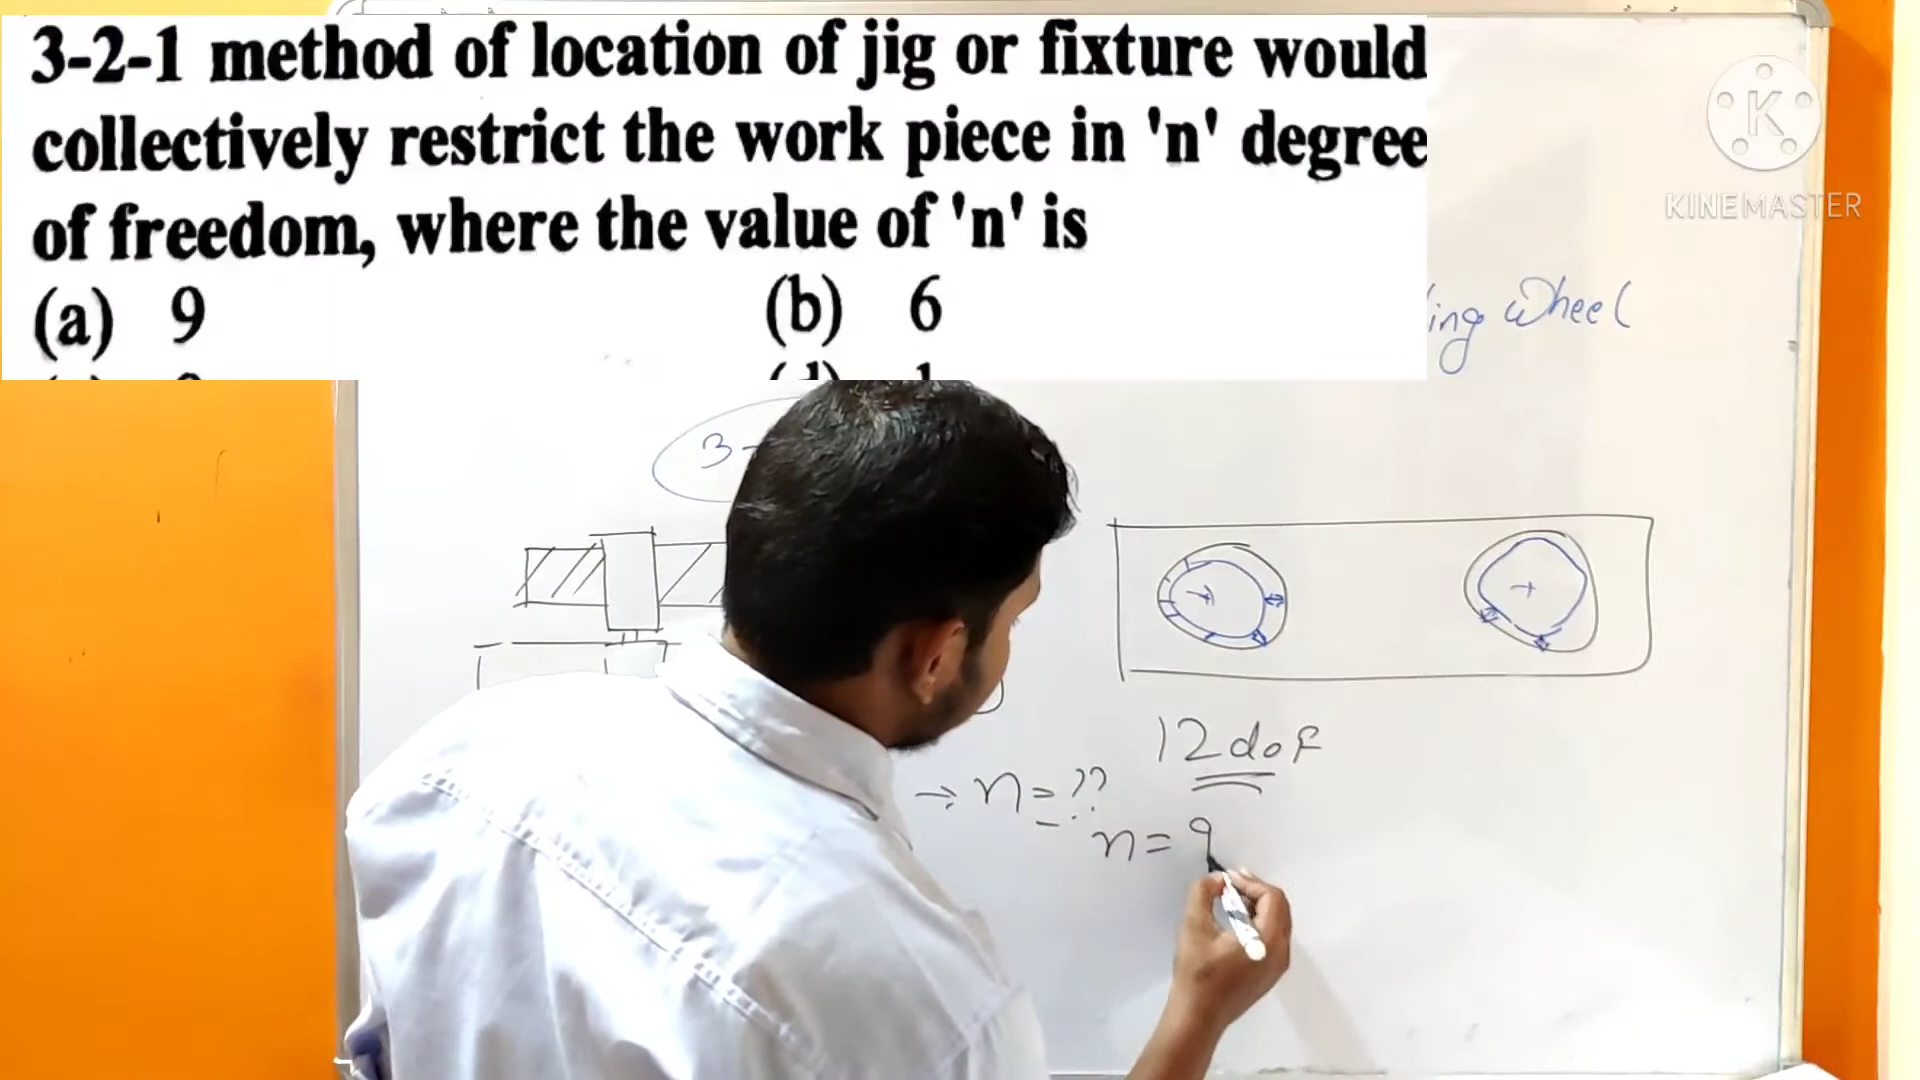 3-2-1 method of location of jig or fixture would
collectively restrict the work piece in 'n' degree
of freedom, where the value of 'n' is
(a) 9
(b) 6
K
KINEMASTER
ing wheel
3-
12 dof
→ n = ??
n = 9